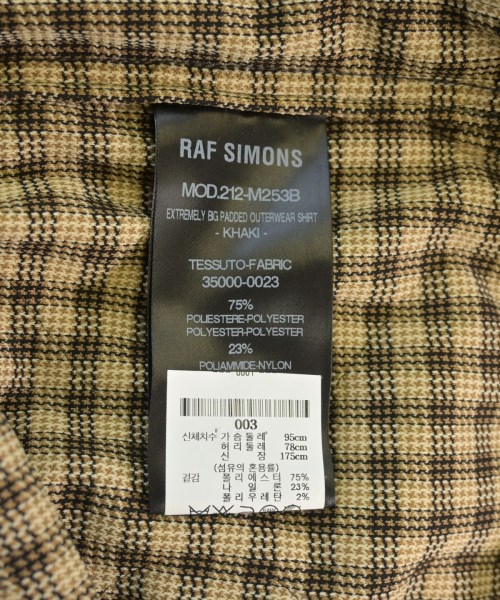 RAF SIMONS
MOD.212-M253B
EXTREMELY BIG PADDED OUTERWEAR SHIRT
- KHAKI -
TESSUTO-FABRIC
35000-0023
75%
POLIESTERE-POLYESTER
POLYESTER-POLYESTER
23%
POLIAMMIDE-NYLON
003
신체치수 가 슴 둘 레 95cm
허 리 둘 레 78cm
신 장 175cm
(섬유의 혼용률)
겉감 폴 리 에 스 터 75%
나 일 론 23%
폴 리 우 레 탄 2%